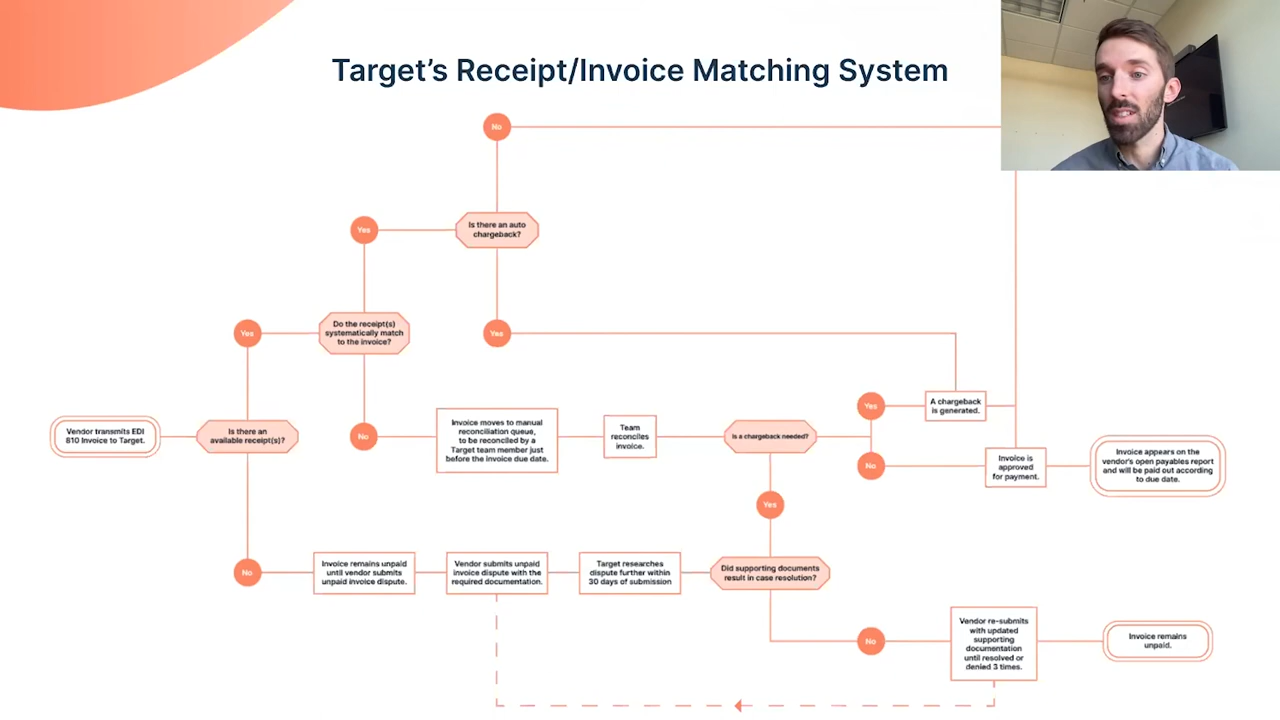 Target's Receipt/Invoice Matching System
No
Is there an auto
chargeback?
Yes
Do the receipt(s)
systematically match
to the invoice?
Yes
Yes
A chargeback
is generated.
Yes
Vendor transmits EDI
810 Invoice to Target.
Is there an
available receipt(s)?
No
Invoice moves to manual
reconciliation queue,
to be reconciled by a
Target team member just
before the invoice due date.
Team
reconciles
invoice.
Is a chargeback needed?
No
Invoice is
approved
for payment.
Invoice appears on the
vendor's open payables report
and will be paid out according
to due date.
Yes
No
Invoice remains unpaid
until vendor submits
unpaid invoice dispute.
Vendor submits unpaid
invoice dispute with the
required documentation.
Target researches
dispute further within
30 days of submission
Did supporting documents
result in case resolution?
No
Vendor re-submits
with updated
supporting
documentation
until resolved or
denied 3 times.
Invoice remains
unpaid.